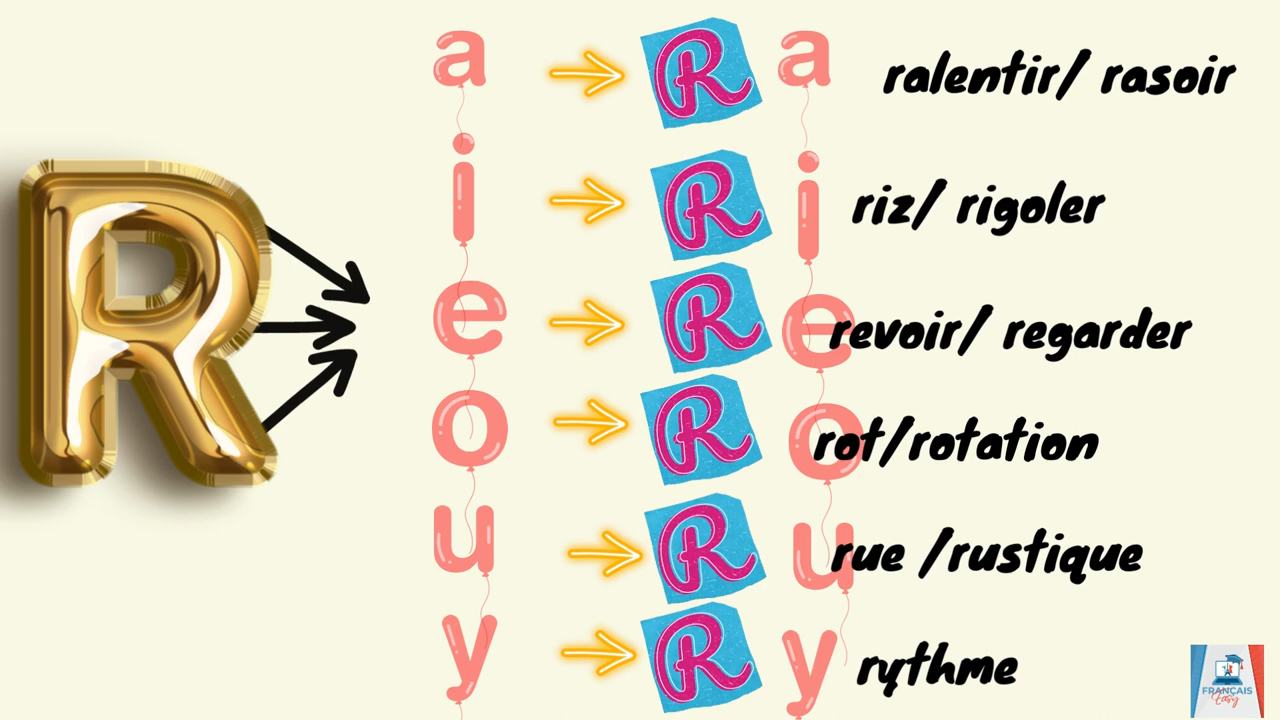 R
a R a ralentir/ rasoir
i R i riz/ rigoler
e R e revoir/ regarder
o R o rot/rotation
u R u rue /rustique
y R y rythme
FRANÇAIS
Easy